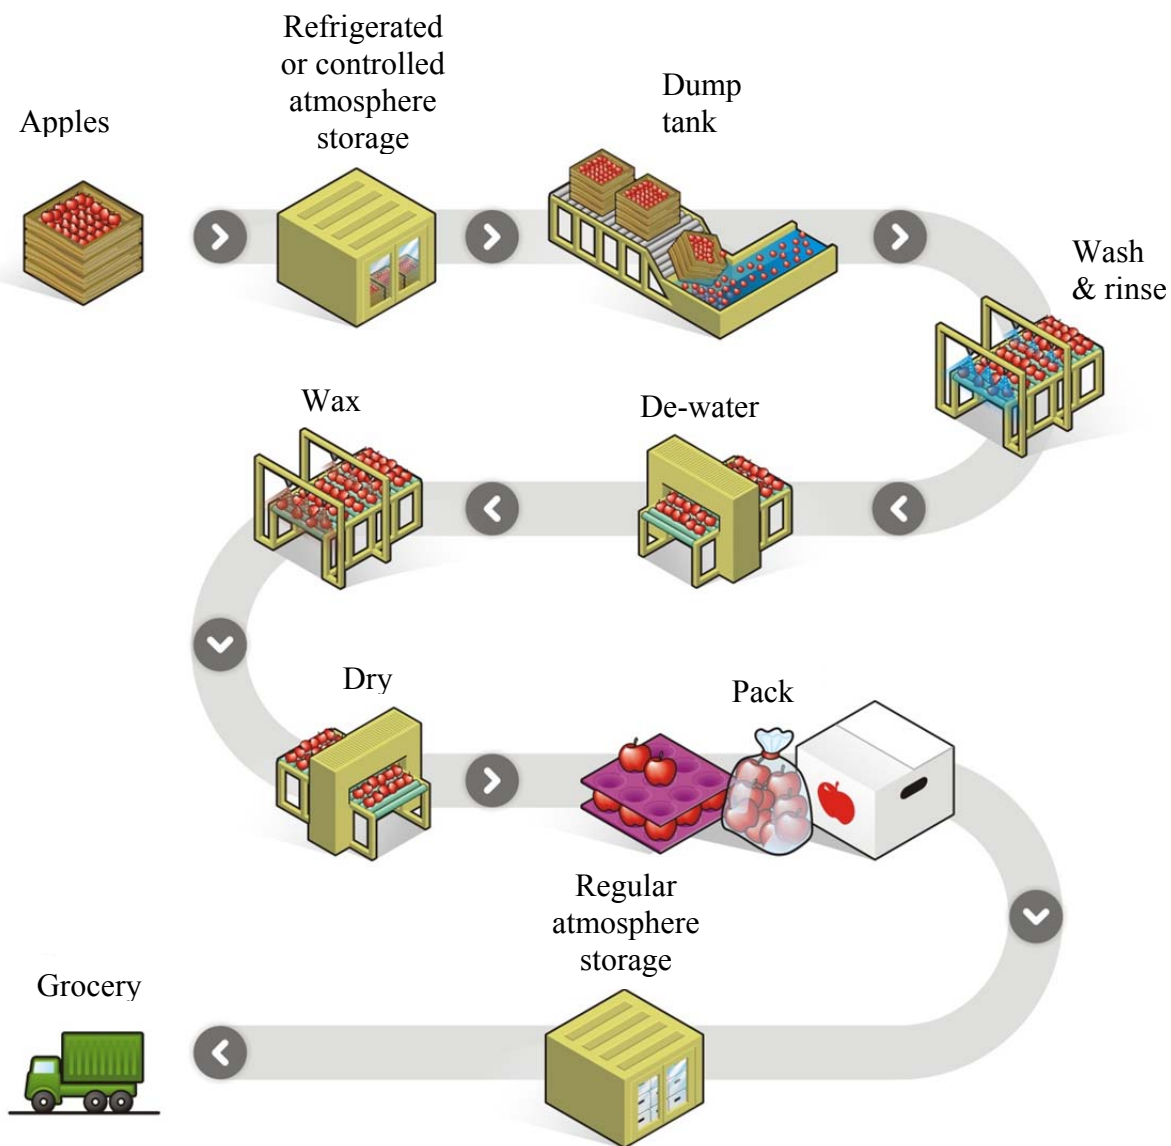 Apples
Refrigerated
or controlled
atmosphere
storage
Dump
tank
Wash
& rinse
De-water
Wax
Dry
Pack
Regular
atmosphere
storage
Grocery